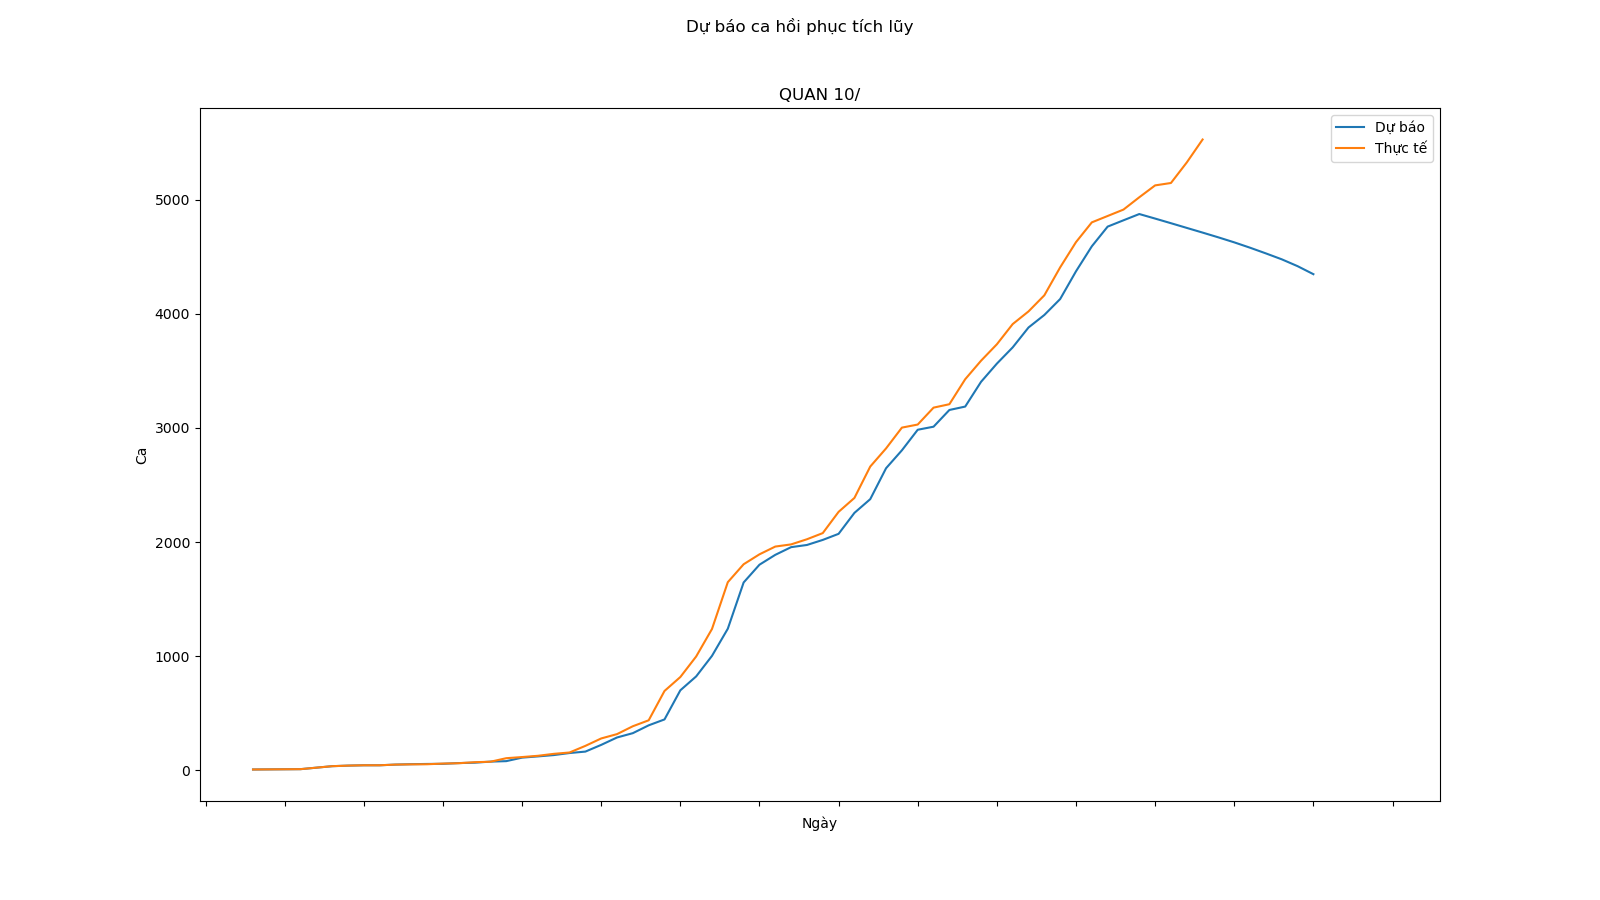 Dự báo ca hồi phục tích lũy
QUAN 10/
Dự báo
Thực tế
5000
4000
3000
2000
1000
0
Ca
Ngày